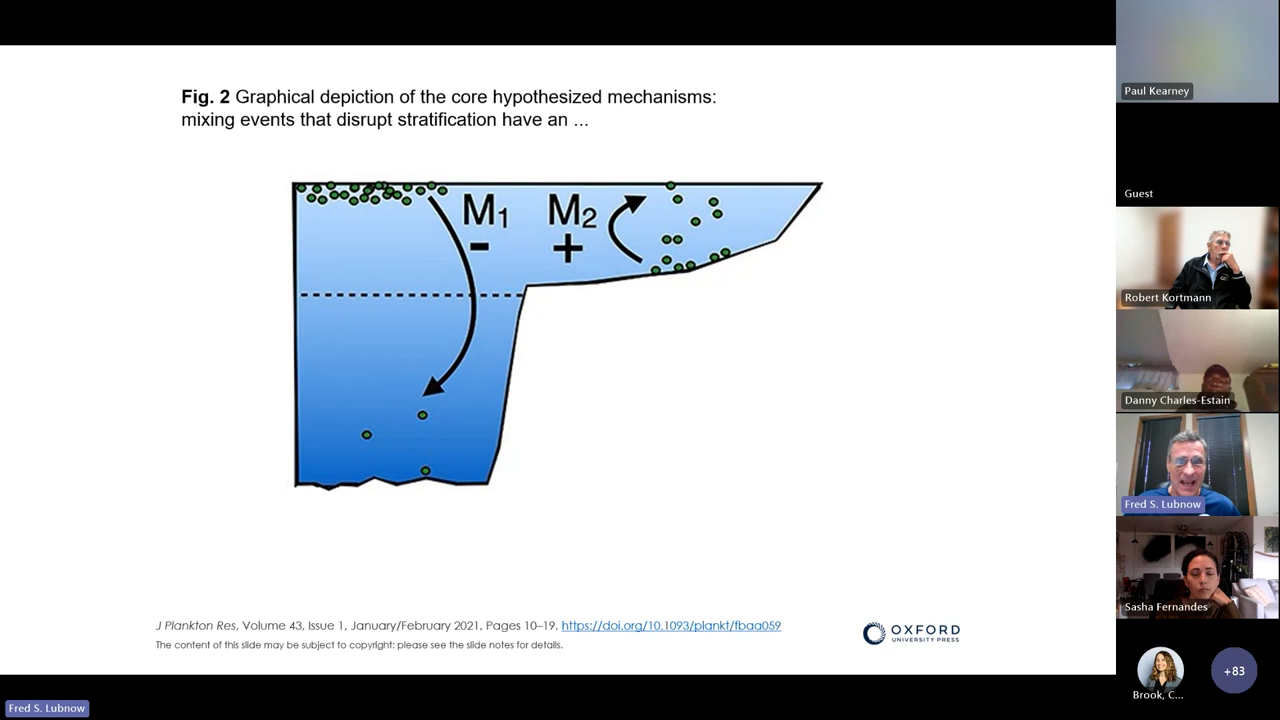 Fig. 2 Graphical depiction of the core hypothesized mechanisms:
mixing events that disrupt stratification have an ...
M1
-
M2
+
J Plankton Res, Volume 43, Issue 1, January/February 2021, Pages 10–19, https://doi.org/10.1093/plankt/fbaa059
The content of this slide may be subject to copyright: please see the slide notes for details.
OXFORD
UNIVERSITY PRESS
Paul Kearney
Guest
Robert Kortmann
Danny Charles-Estain
Fred S. Lubnow
Sasha Fernandes
Brook, C...
+83
Fred S. Lubnow